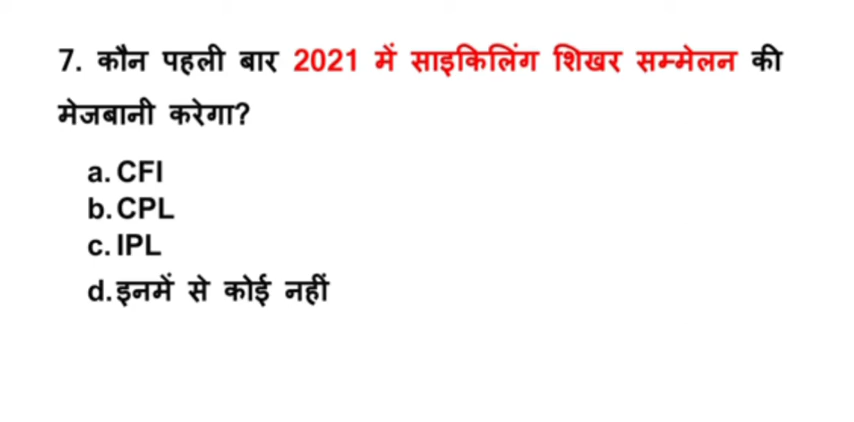 7. कौन पहली बार 2021 में साइकिलिंग शिखर सम्मेलन की
मेजबानी करेगा?
a. CFI
b. CPL
c. IPL
d. इनमें से कोई नहीं